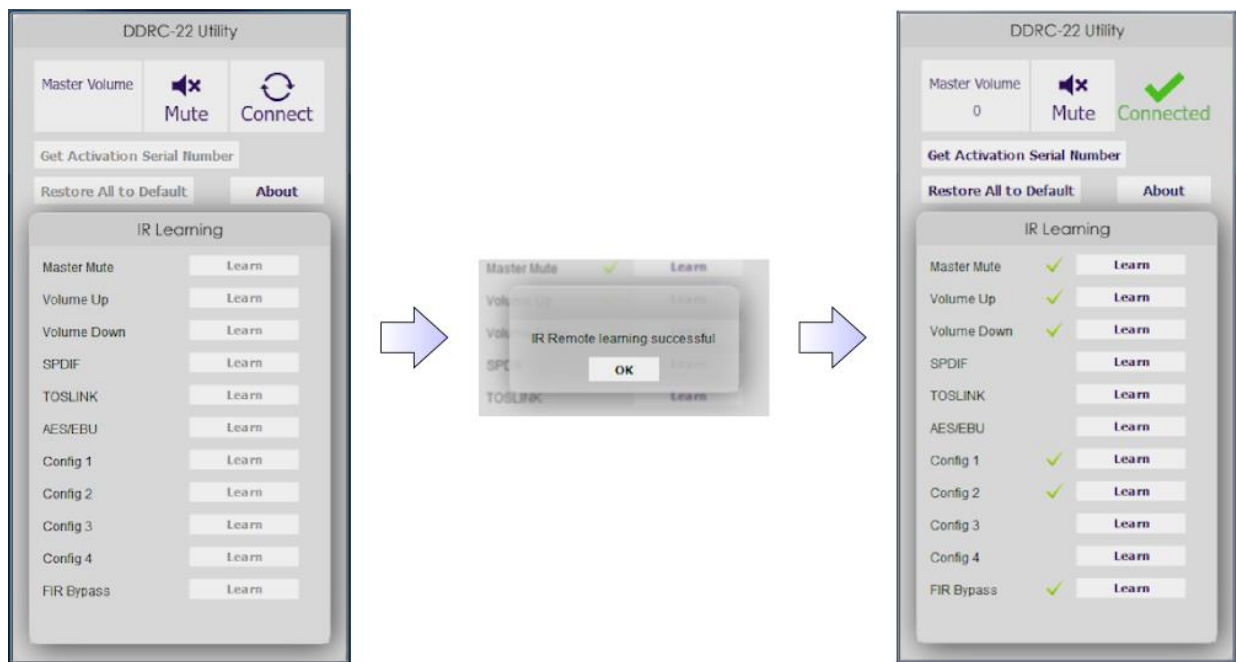 DDRC-22 Utility
Master Volume
Mute
Connect
Get Activation Serial Number
Restore All to Default About
IR Learning
Master Mute Learn
Volume Up Learn
Volume Down Learn
SPDIF Learn
TOSLINK Learn
AES/EBU Learn
Config 1 Learn
Config 2 Learn
Config 3 Learn
Config 4 Learn
FIR Bypass Learn
Master Mute Learn
IR Remote learning successful
OK
TOSLINK Learn
DDRC-22 Utility
Master Volume
0
Mute
Connected
Get Activation Serial Number
Restore All to Default About
IR Learning
Master Mute Learn
Volume Up Learn
Volume Down Learn
SPDIF Learn
TOSLINK Learn
AES/EBU Learn
Config 1 Learn
Config 2 Learn
Config 3 Learn
Config 4 Learn
FIR Bypass Learn